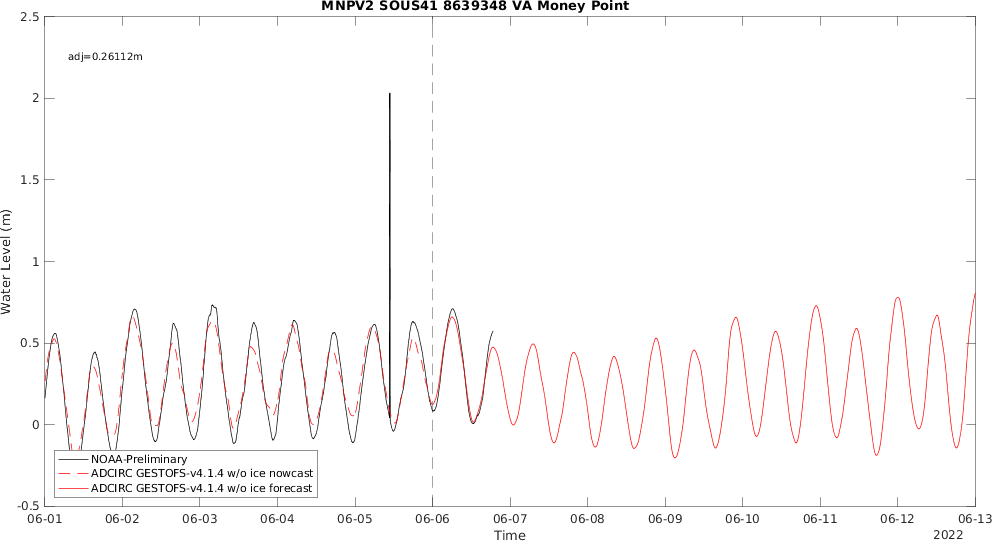 MNPV2 SOUS41 8639348 VA Money Point
2.5
adj=0.26112m
2
1.5
Water Level (m)
1
0.5
0
NOAA-Preliminary
ADCIRC GESTOFS-v4.1.4 w/o ice nowcast
ADCIRC GESTOFS-v4.1.4 w/o ice forecast
-0.5
06-01 06-02 06-03 06-04 06-05 06-06 06-07 06-08 06-09 06-10 06-11 06-12 06-13
Time
2022